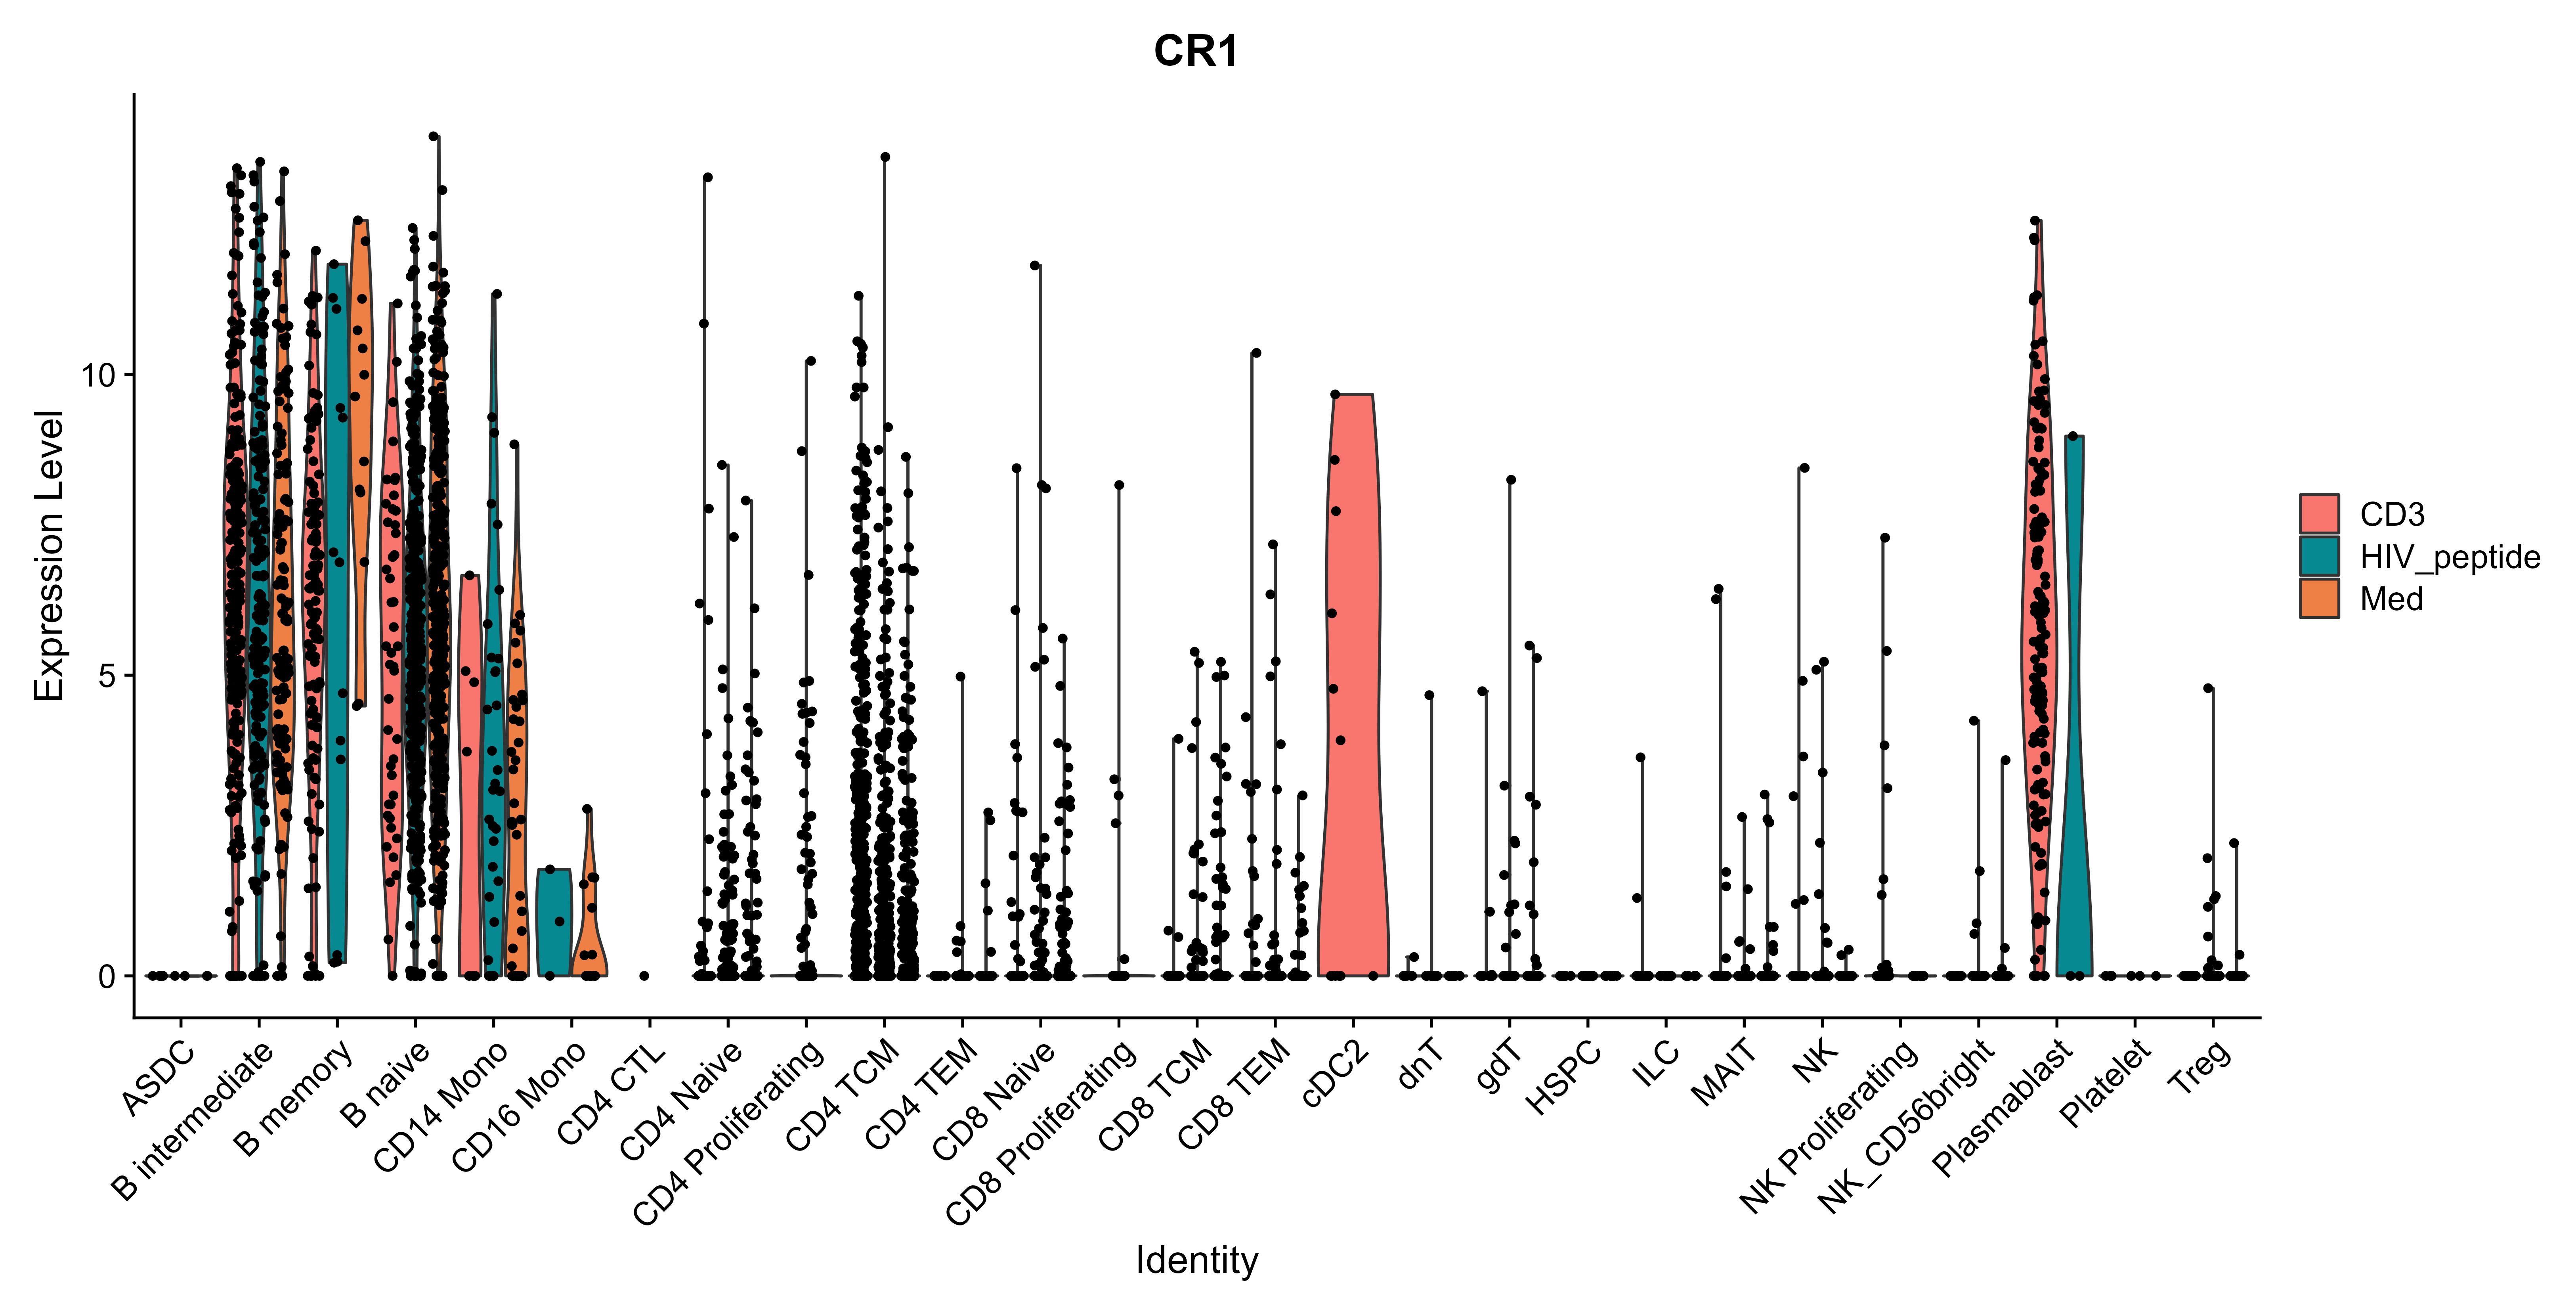 CR1
Expression Level
10
5
0
ASDC
B intermediate
B memory
B naive
CD14 Mono
CD16 Mono
CD4 CTL
CD4 Naive
CD4 Proliferating
CD4 TCM
CD4 TEM
CD8 Naive
CD8 Proliferating
CD8 TCM
CD8 TEM
cDC2
dnT
gdT
HSPC
ILC
MAIT
NK
NK Proliferating
NK_CD56bright
Plasmablast
Platelet
Treg
Identity
CD3
HIV_peptide
Med